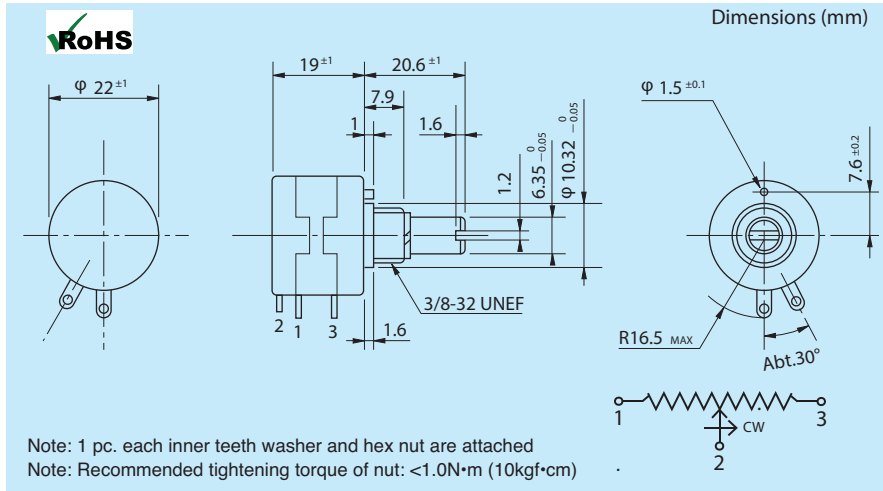 RoHS
Dimensions (mm)
φ 22 ±1
19 ±1
20.6 ±1
7.9
1
1.6
1.2
6.35 0 -0.05
φ 10.32 0 -0.05
φ 1.5 ±0.1
7.6 ±0.2
3/8-32 UNEF
2 1 3
1.6
R16.5 MAX
Abt.30°
1 3
CW
2
Note: 1 pc. each inner teeth washer and hex nut are attached
Note: Recommended tightening torque of nut: <1.0N•m (10kgf•cm)